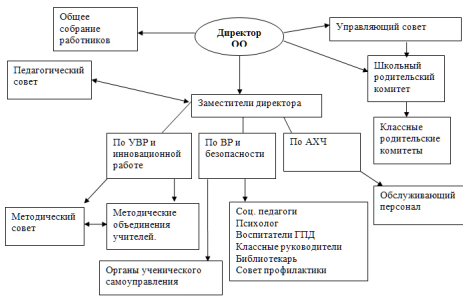 Общее
собрание
работников
Директор
ОО
Управляющий совет
Педагогический
совет
Школьный
родительский
комитет
Заместители директора
Классные
родительские
комитеты
По УВР и
инновационной
работе
По ВР и
безопасности
По АХЧ
Обслуживающий
персонал
Методический
совет
Методические
объединения
учителей.
Соц. педагоги
Психолог
Воспитатели ГПД
Классные руководители
Библиотекарь
Совет профилактики
Органы ученического
самоуправления